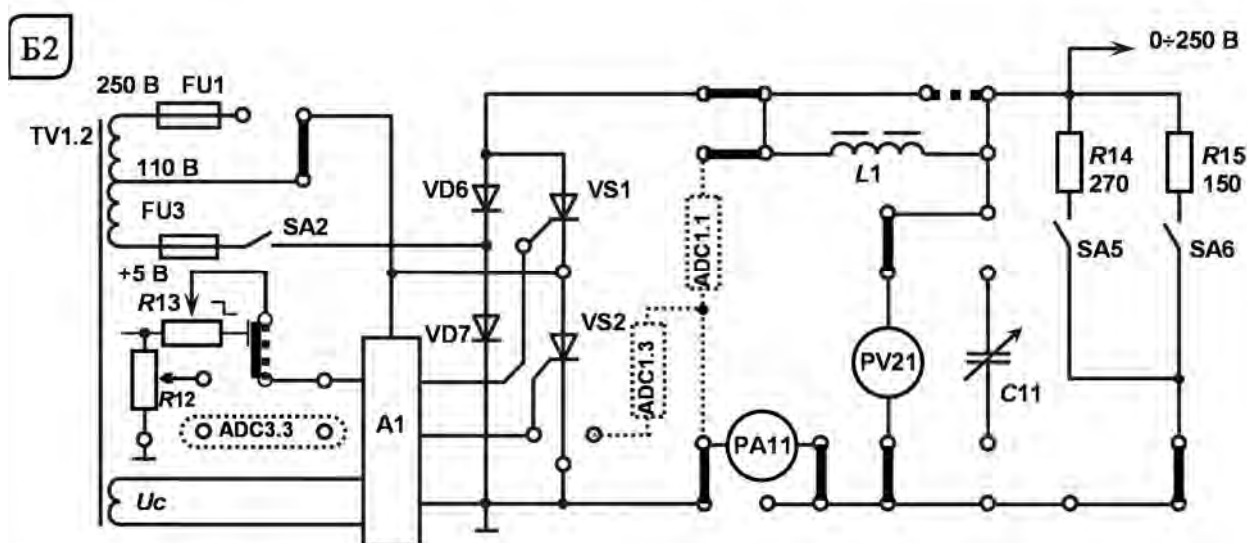 Б2
0÷250 В
250 В FU1
TV1.2
110 В
VD6
VS1
L1
R14
270
R15
150
FU3
SA2
ADC1.1
SA5
SA6
+5 В
R13
VD7
VS2
ADC1.3
PV21
C11
R12
A1
ADC3.3
PA11
Uc